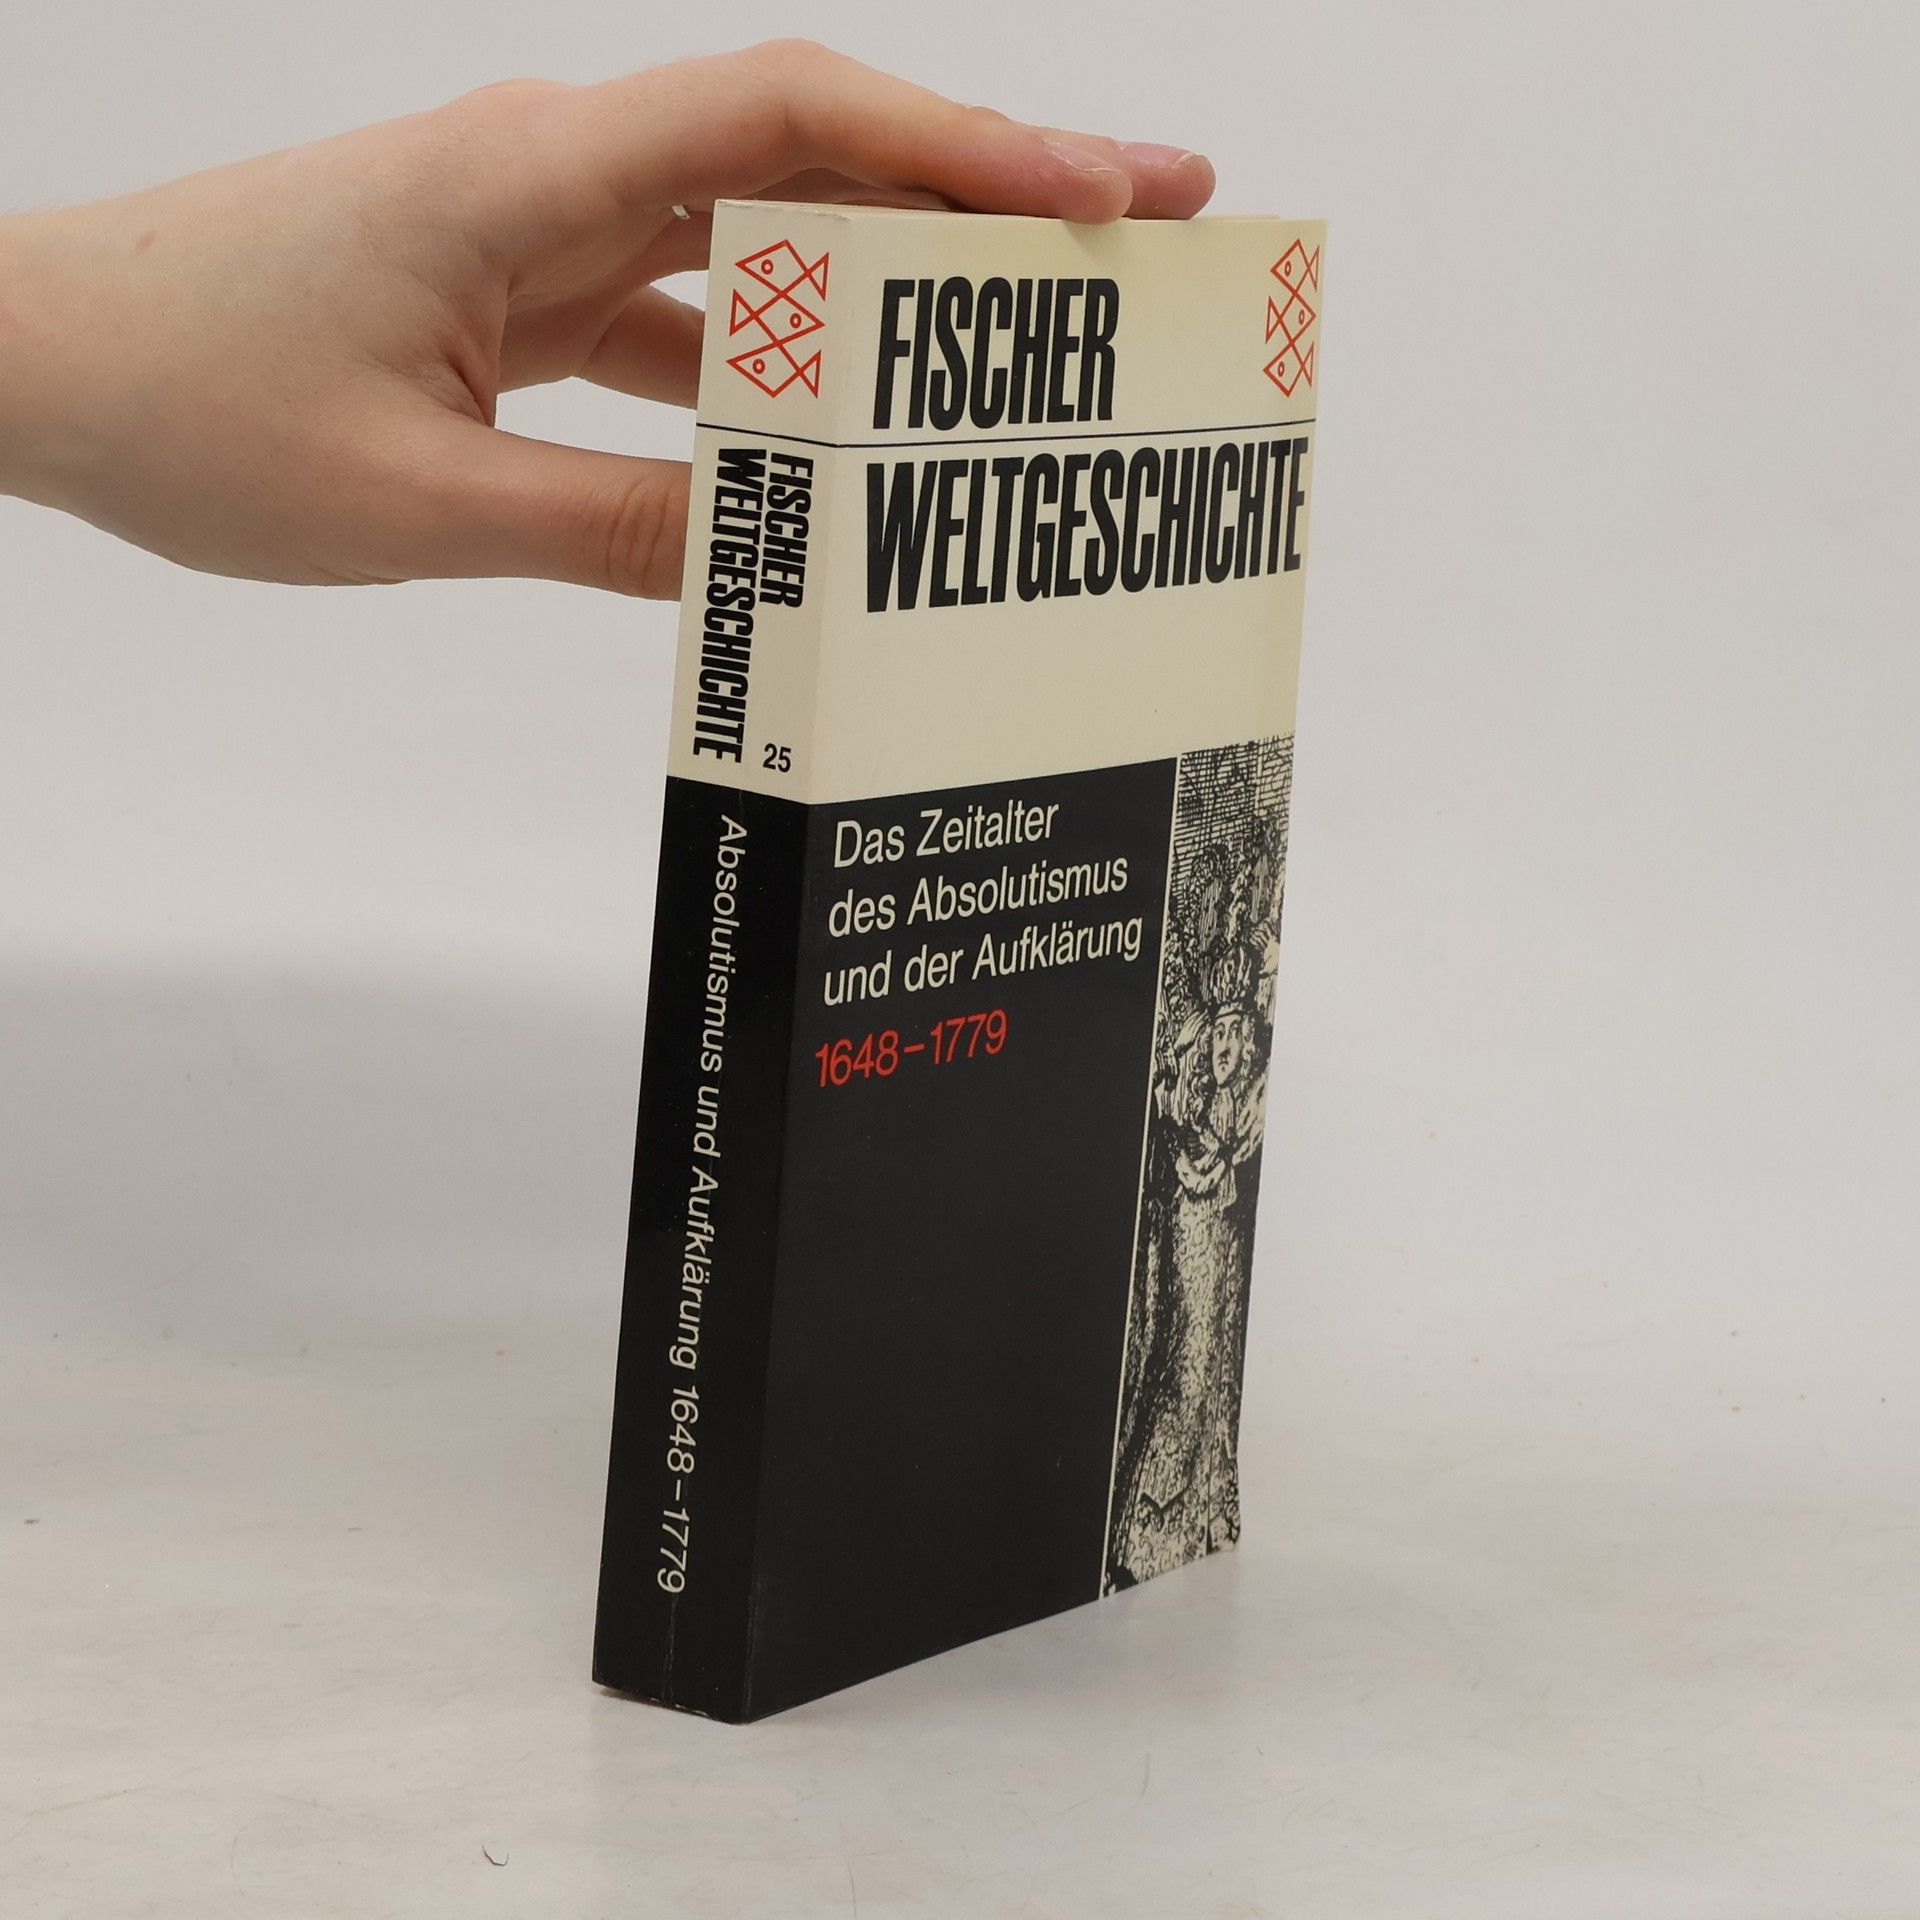 FISCHER
WELTGESCHICHTE
25
Absolutismus und Aufklärung 1648–1779
FISCHER
WELTGESCHICHTE
Das Zeitalter
des Absolutismus
und der Aufklärung
1648–1779